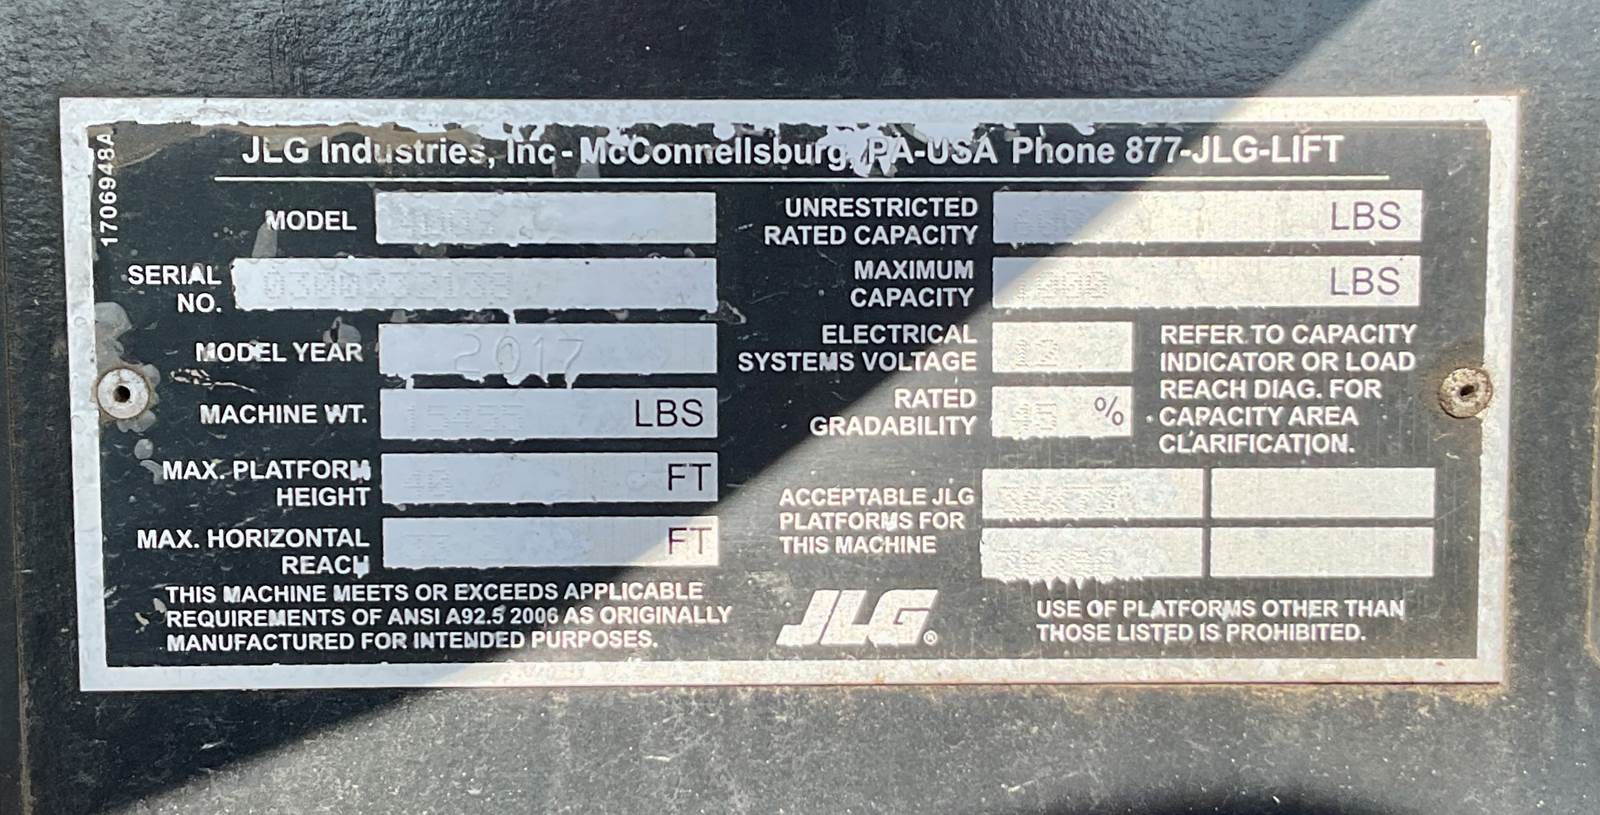 1706948A
JLG Industries, Inc - McConnellsburg, PA-USA Phone 877-JLG-LIFT
MODEL
SERIAL
NO.
MODEL YEAR 2017
MACHINE WT. LBS
MAX. PLATFORM
HEIGHT FT
MAX. HORIZONTAL
REACH FT
THIS MACHINE MEETS OR EXCEEDS APPLICABLE
REQUIREMENTS OF ANSI A92.5 2006 AS ORIGINALLY
MANUFACTURED FOR INTENDED PURPOSES.
UNRESTRICTED
RATED CAPACITY LBS
MAXIMUM
CAPACITY LBS
ELECTRICAL
SYSTEMS VOLTAGE 12
RATED
GRADABILITY 45 %
REFER TO CAPACITY
INDICATOR OR LOAD
REACH DIAG. FOR
CAPACITY AREA
CLARIFICATION.
ACCEPTABLE JLG
PLATFORMS FOR
THIS MACHINE
JLG®
USE OF PLATFORMS OTHER THAN
THOSE LISTED IS PROHIBITED.